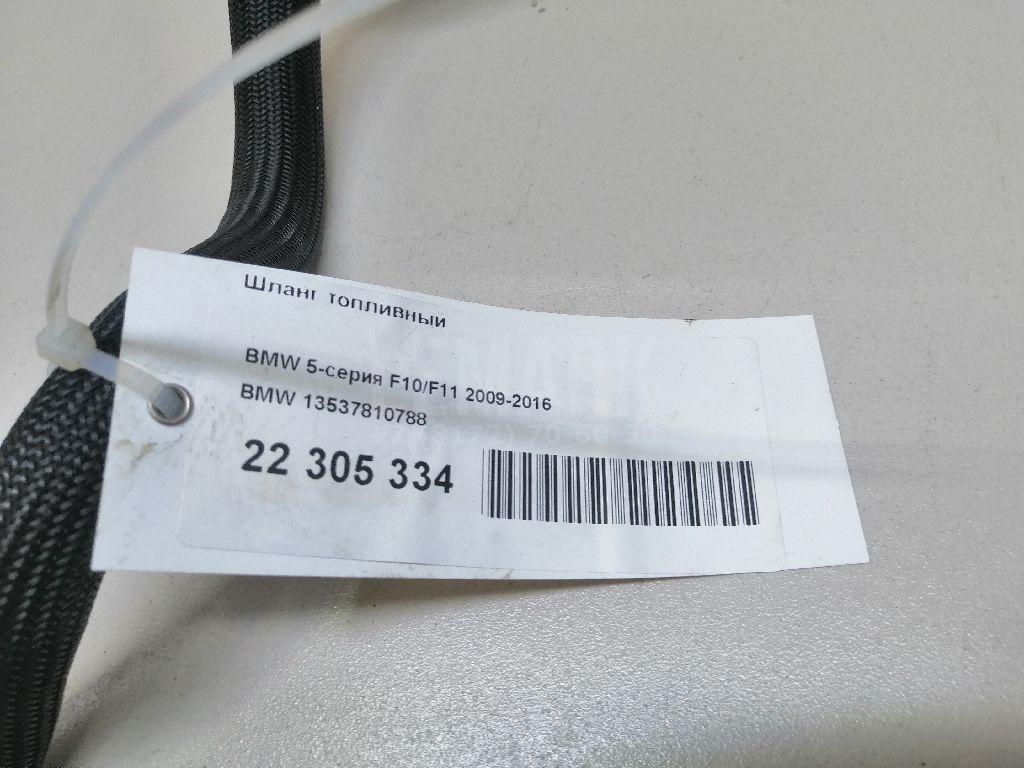 Шланг топливный
BMW 5-серия F10/F11 2009-2016
BMW 13537810788
22 305 334